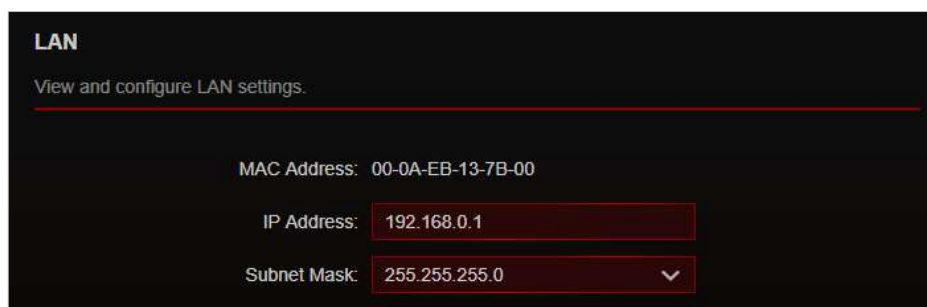 LAN
View and configure LAN settings.
MAC Address: 00-0A-EB-13-7B-00
IP Address: 192.168.0.1
Subnet Mask: 255.255.255.0